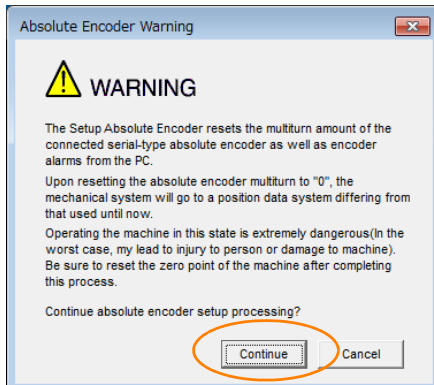 Absolute Encoder Warning
WARNING
The Setup Absolute Encoder resets the multiturn amount of the
connected serial-type absolute encoder as well as encoder
alarms from the PC.
Upon resetting the absolute encoder multiturn to "0", the
mechanical system will go to a position data system differing from
that used until now.
Operating the machine in this state is extremely dangerous(In the
worst case, my lead to injury to person or damage to machine).
Be sure to reset the zero point of the machine after completing
this process.
Continue absolute encoder setup processing?
Continue
Cancel